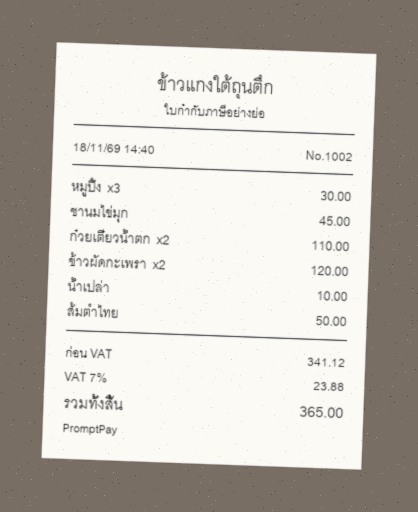 ข้าวแกงใต้ถุนตึก
ใบกำกับภาษีอย่างย่อ
18/11/69 14:40 No.1002
หมูปิ้ง x3 30.00
ชานมไข่มุก 45.00
ก๋วยเตี๋ยวน้ำตก x2 110.00
ข้าวผัดกะเพรา x2 120.00
น้ำเปล่า 10.00
ส้มตำไทย 50.00
ก่อน VAT 341.12
VAT 7% 23.88
รวมทั้งสิ้น 365.00
PromptPay